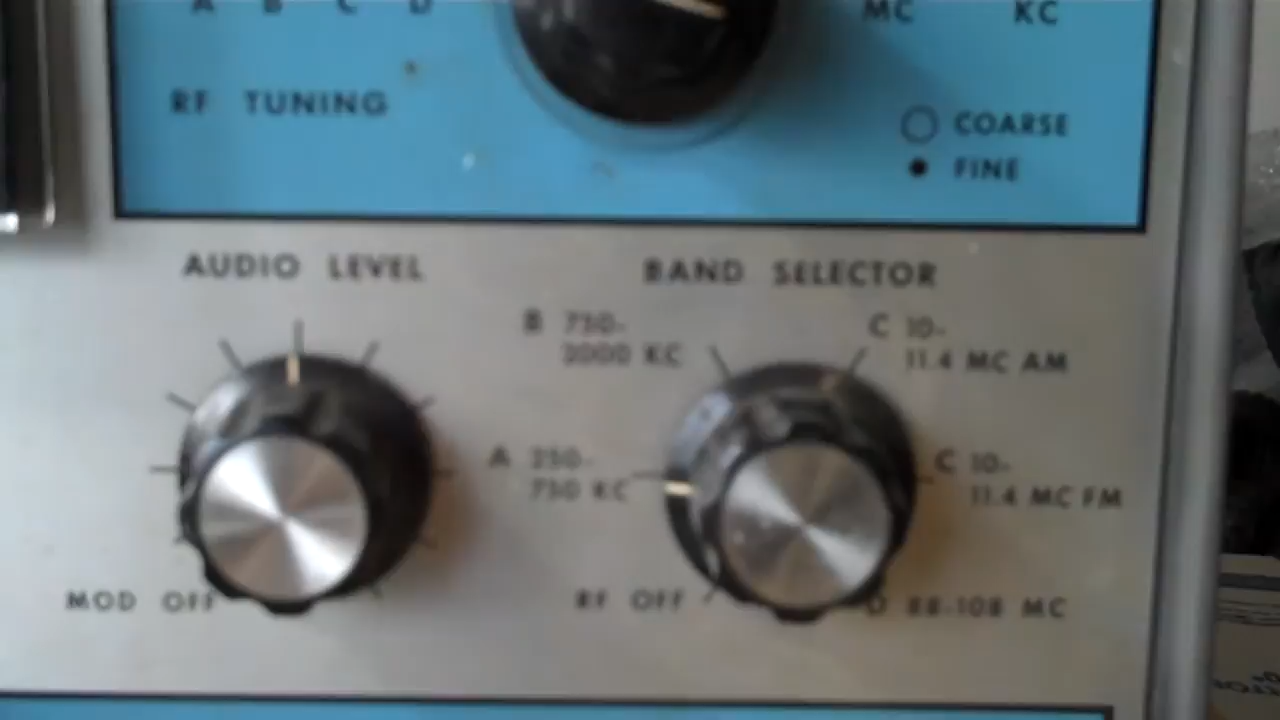 A B C D
MC KC
RF TUNING
COARSE
FINE
AUDIO LEVEL
BAND SELECTOR
B 750-
2000 KC
C 10-
11.4 MC AM
A 250-
750 KC
C 10-
11.4 MC FM
MOD OFF
RF OFF
D 88-108 MC